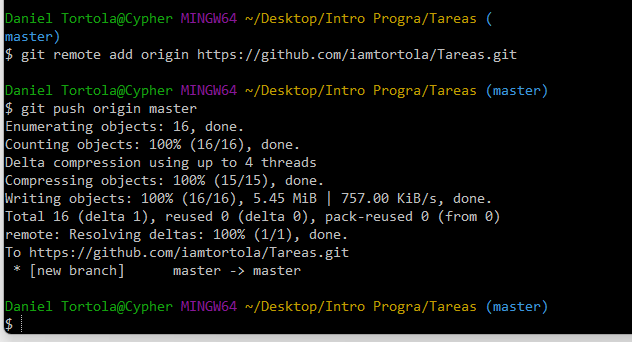 Daniel Tortola@Cypher MINGW64 ~/Desktop/Intro Progra/Tareas (
master)
$ git remote add origin https://github.com/iamtortola/Tareas.git
Daniel Tortola@Cypher MINGW64 ~/Desktop/Intro Progra/Tareas (master)
$ git push origin master
Enumerating objects: 16, done.
Counting objects: 100% (16/16), done.
Delta compression using up to 4 threads
Compressing objects: 100% (15/15), done.
Writing objects: 100% (16/16), 5.45 MiB | 757.00 KiB/s, done.
Total 16 (delta 1), reused 0 (delta 0), pack-reused 0 (from 0)
remote: Resolving deltas: 100% (1/1), done.
To https://github.com/iamtortola/Tareas.git
 * [new branch]      master -> master
Daniel Tortola@Cypher MINGW64 ~/Desktop/Intro Progra/Tareas (master)
$